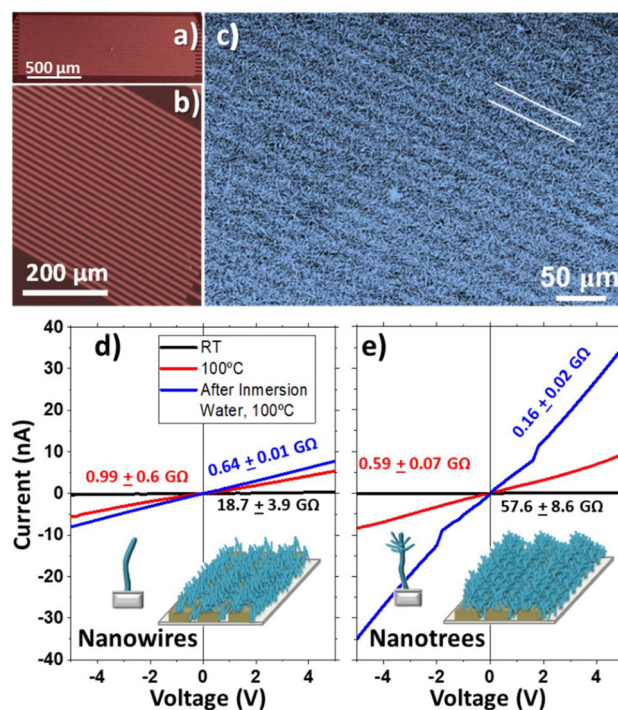 a)
500 μm
b)
200 μm
c)
50 μm
d)
RT
100ºC
After Inmersion
Water, 100ºC
0.99 ± 0.6 GΩ
0.64 ± 0.01 GΩ
18.7 ± 3.9 GΩ
Nanowires
e)
0.16 ± 0.02 GΩ
0.59 ± 0.07 GΩ
57.6 ± 8.6 GΩ
Nanotrees
Current (nA)
40
30
20
10
0
-10
-20
-30
-40
-4 -2 0 2 4
-4 -2 0 2 4
Voltage (V)
Voltage (V)